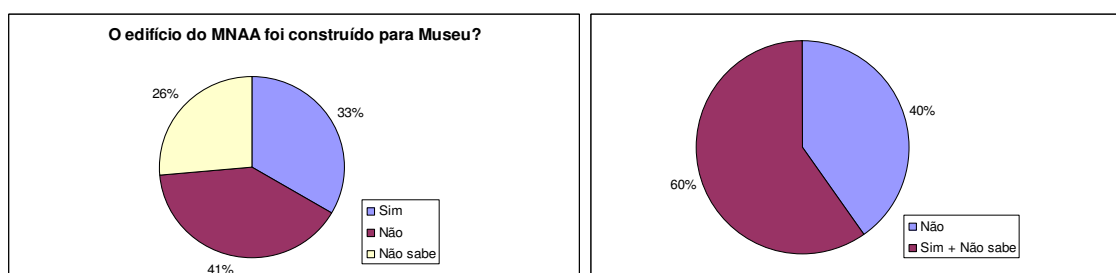 O edifício do MNAA foi construído para Museu?
26%
33%
41%
Sim
Não
Não sabe
40%
60%
Não
Sim + Não sabe